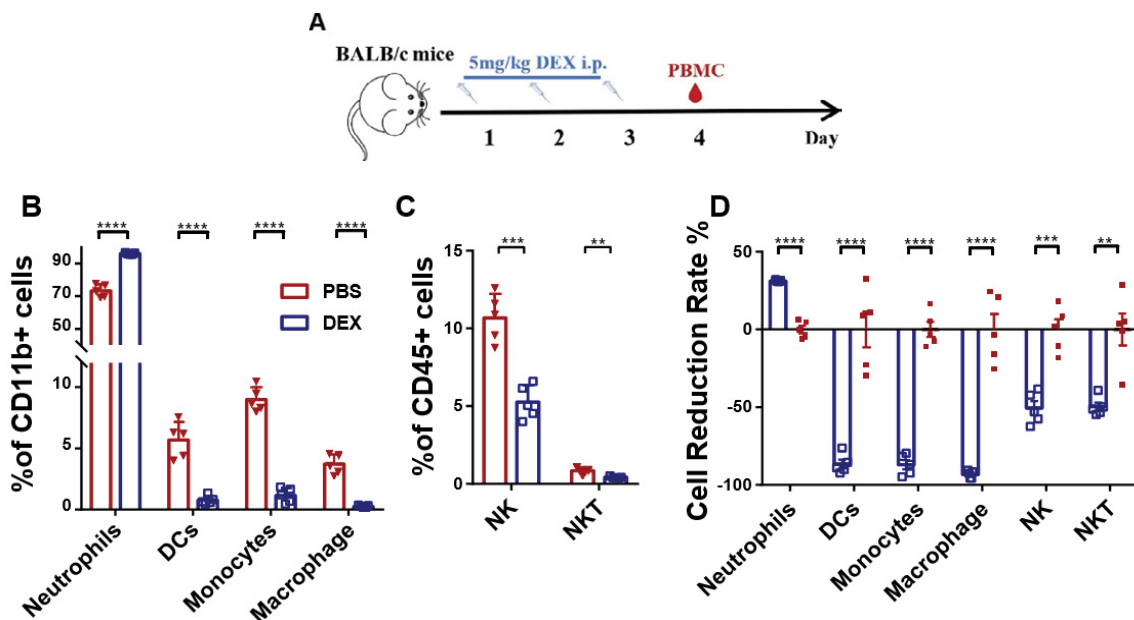 A
BALB/c mice
5mg/kg DEX i.p.
PBMC
1 2 3 4 Day
B
%of CD11b+ cells
90
70
50
10
5
0
****
****
****
****
PBS
DEX
Neutrophils
DCs
Monocytes
Macrophage
C
%of CD45+ cells
15
10
5
0
***
**
NK
NKT
D
Cell Reduction Rate %
50
0
-50
-100
****
****
****
****
***
**
Neutrophils
DCs
Monocytes
Macrophage
NK
NKT